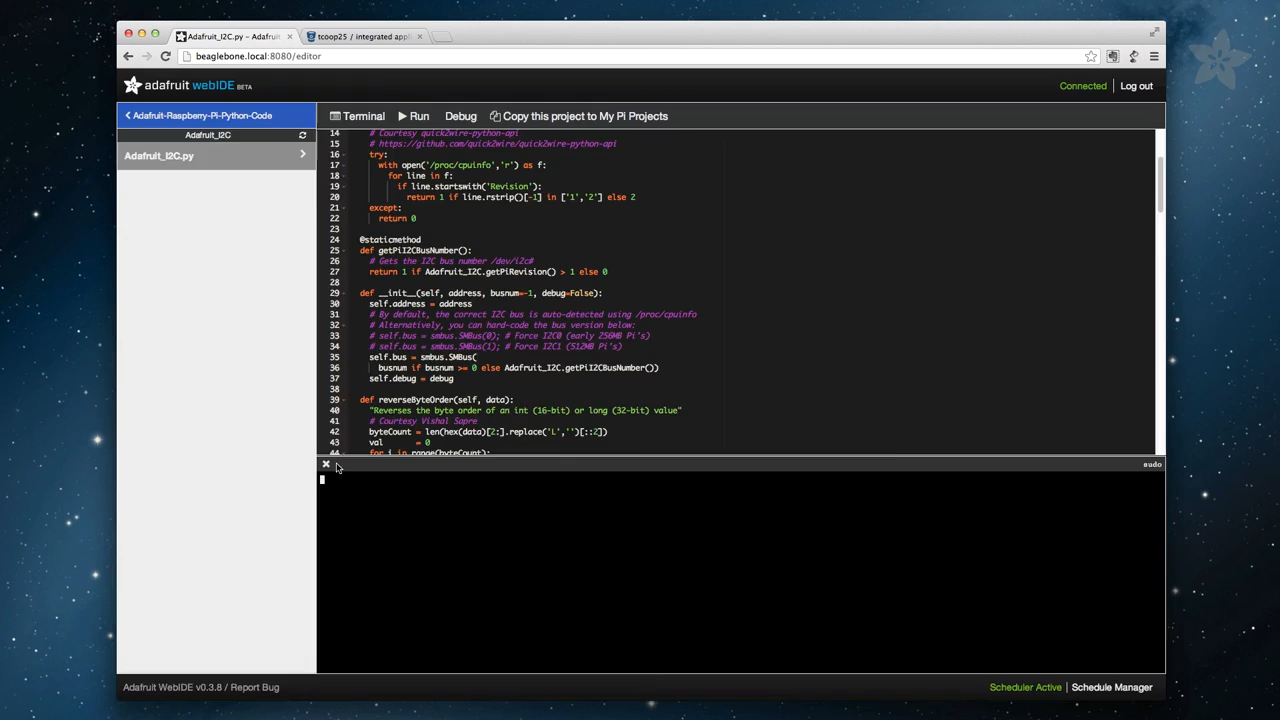 Adafruit_I2C.py – Adafruit
tcoop25 / integrated appl
beaglebone.local:8080/editor
adafruit webIDE BETA
Connected
Log out
Adafruit-Raspberry-Pi-Python-Code
Terminal
Run
Debug
Copy this project to My Pi Projects
Adafruit_I2C
Adafruit_I2C.py
14 # Courtesy quick2wire-python-api
15 # https://github.com/quick2wire/quick2wire-python-api
16 try:
17 with open('/proc/cpuinfo','r') as f:
18 for line in f:
19 if line.startswith('Revision'):
20 return 1 if line.rstrip()[-1] in ['1','2'] else 2
21 except:
22 return 0
23
24 @staticmethod
25 def getPiI2CBusNumber():
26 # Gets the I2C bus number /dev/i2c#
27 return 1 if Adafruit_I2C.getPiRevision() > 1 else 0
28
29 def __init__(self, address, busnum=-1, debug=False):
30 self.address = address
31 # By default, the correct I2C bus is auto-detected using /proc/cpuinfo
32 # Alternatively, you can hard-code the bus version below:
33 # self.bus = smbus.SMBus(0); # Force I2C0 (early 256MB Pi's)
34 # self.bus = smbus.SMBus(1); # Force I2C1 (512MB Pi's)
35 self.bus = smbus.SMBus(
36 busnum if busnum >= 0 else Adafruit_I2C.getPiI2CBusNumber())
37 self.debug = debug
38
39 def reverseByteOrder(self, data):
40 "Reverses the byte order of an int (16-bit) or long (32-bit) value"
41 # Courtesy Vishal Sapre
42 byteCount = len(hex(data)[2:].replace('L','')[::2])
43 val = 0
44 for i in range(byteCount):
sudo
Adafruit WebIDE v0.3.8 / Report Bug
Scheduler Active | Schedule Manager